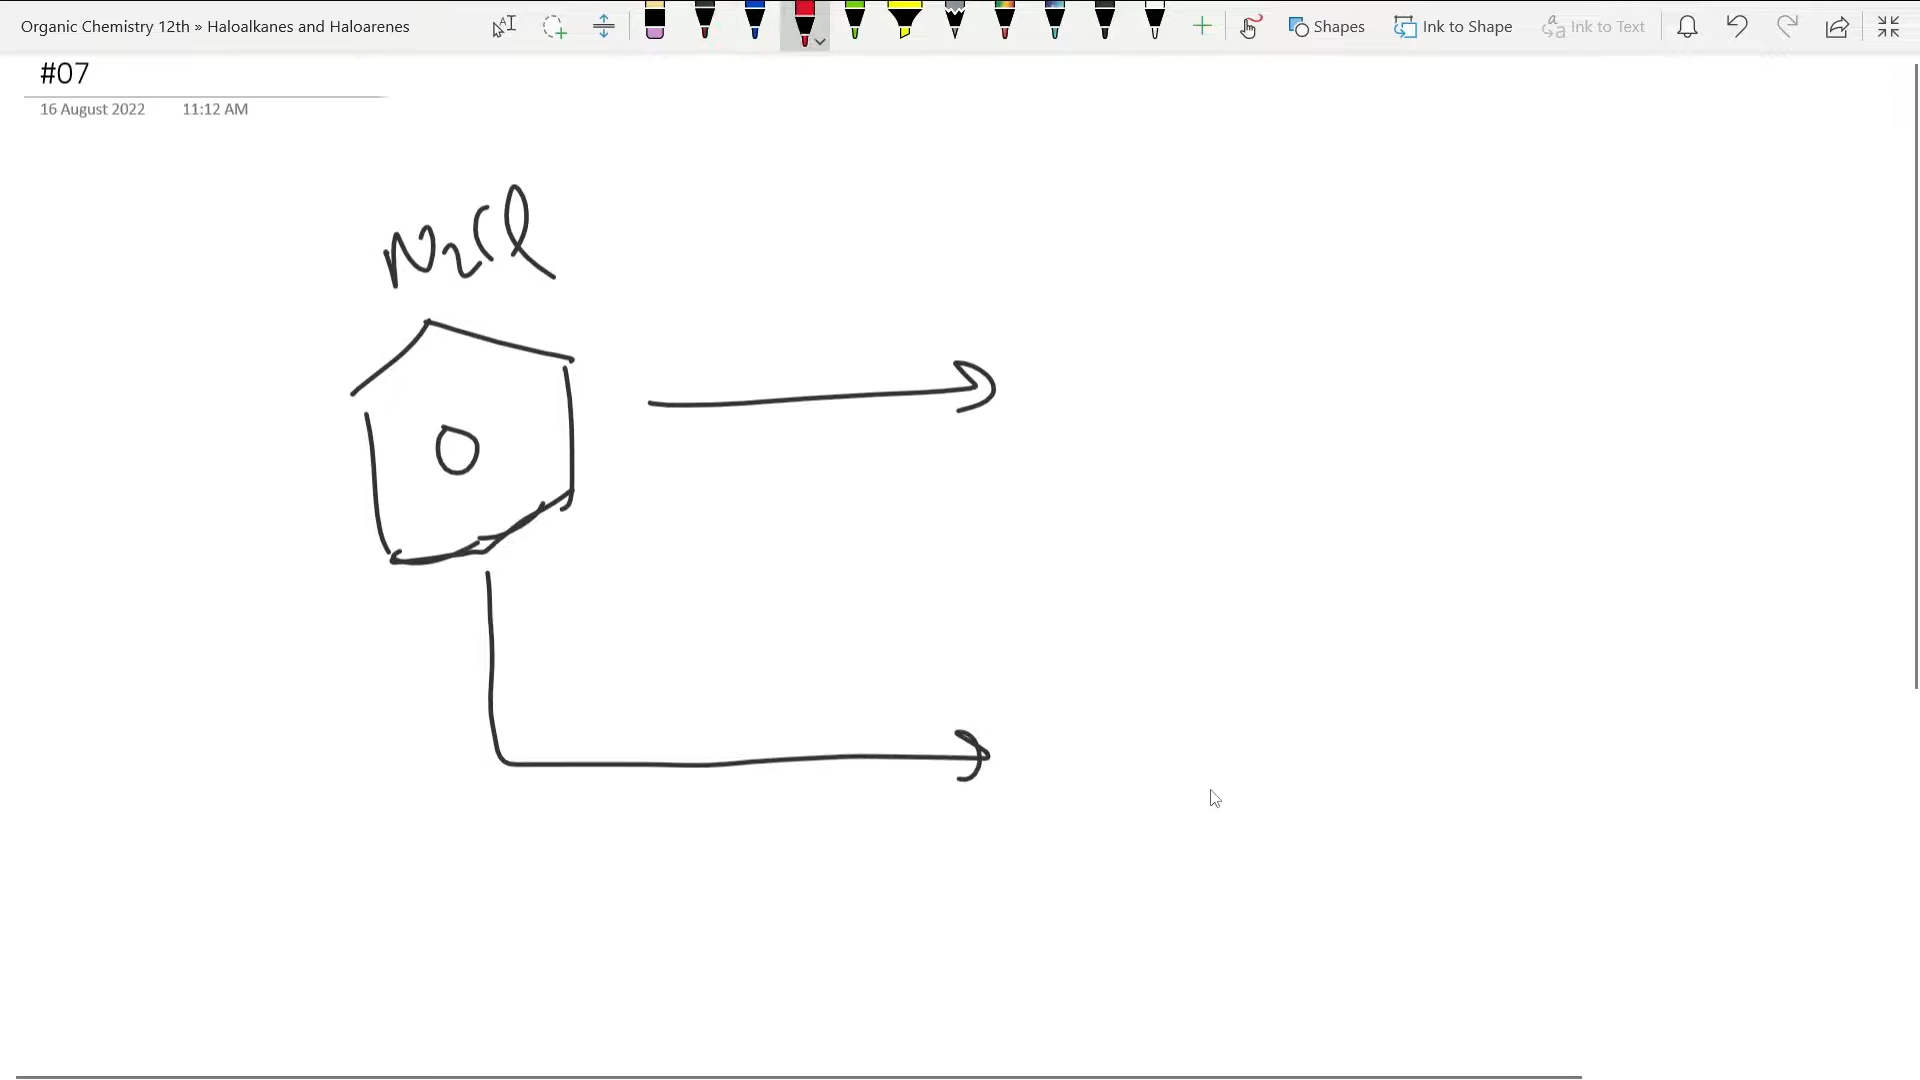 Organic Chemistry 12th » Haloalkanes and Haloarenes
Shapes
Ink to Shape
Ink to Text
#07
16 August 2022 11:12 AM
N2Cl